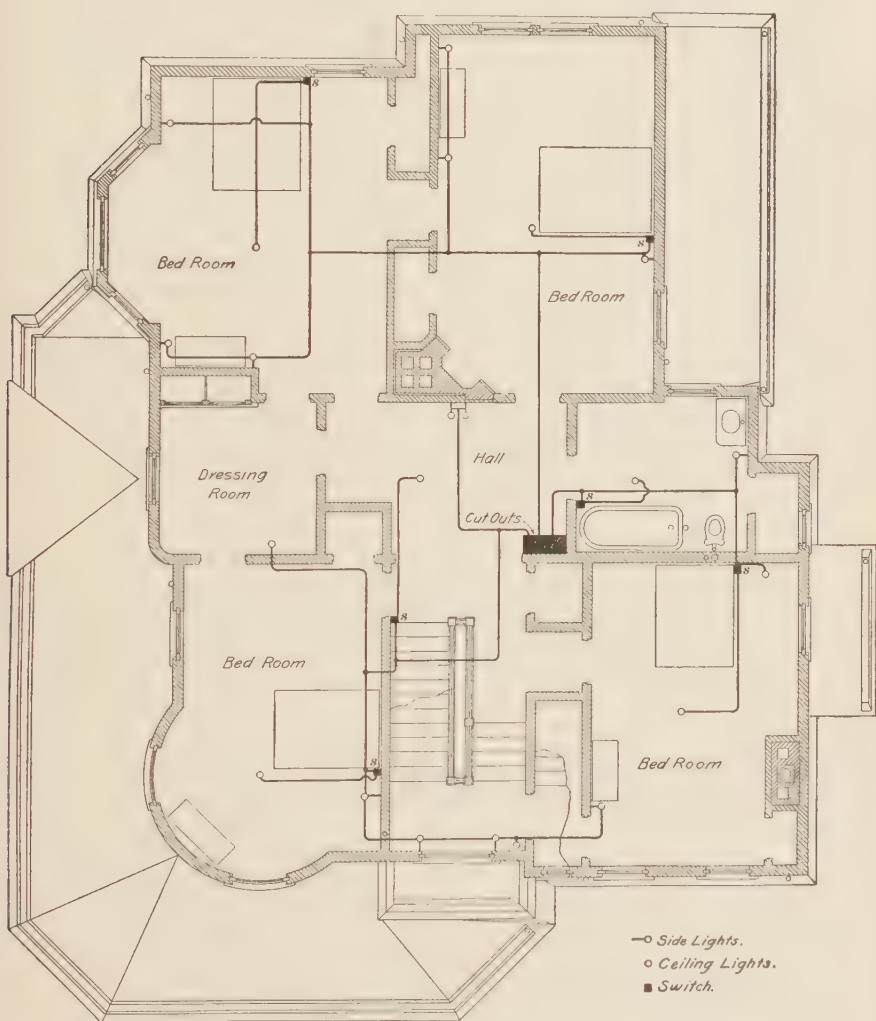 S
Bed Room
S
Bed Room
Hall
Dressing
Room
Cut Outs
S
S
S
Bed Room
S
Bed Room
Side Lights.
Ceiling Lights.
Switch.